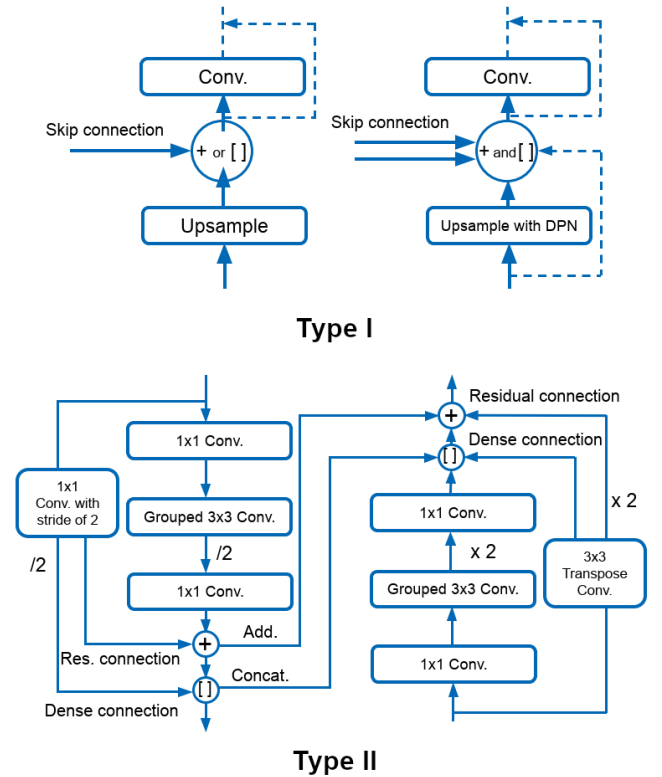 Conv.
Skip connection
+ or [ ]
Upsample
Conv.
Skip connection
+ and [ ]
Upsample with DPN
Type I
1x1 Conv.
1x1
Conv. with
stride of 2
Grouped 3x3 Conv.
/2
/2
1x1 Conv.
+
Add.
Res. connection
[ ]
Concat.
Dense connection
Residual connection
+
Dense connection
[ ]
1x1 Conv.
x 2
x 2
3x3
Transpose
Conv.
Grouped 3x3 Conv.
1x1 Conv.
Type II